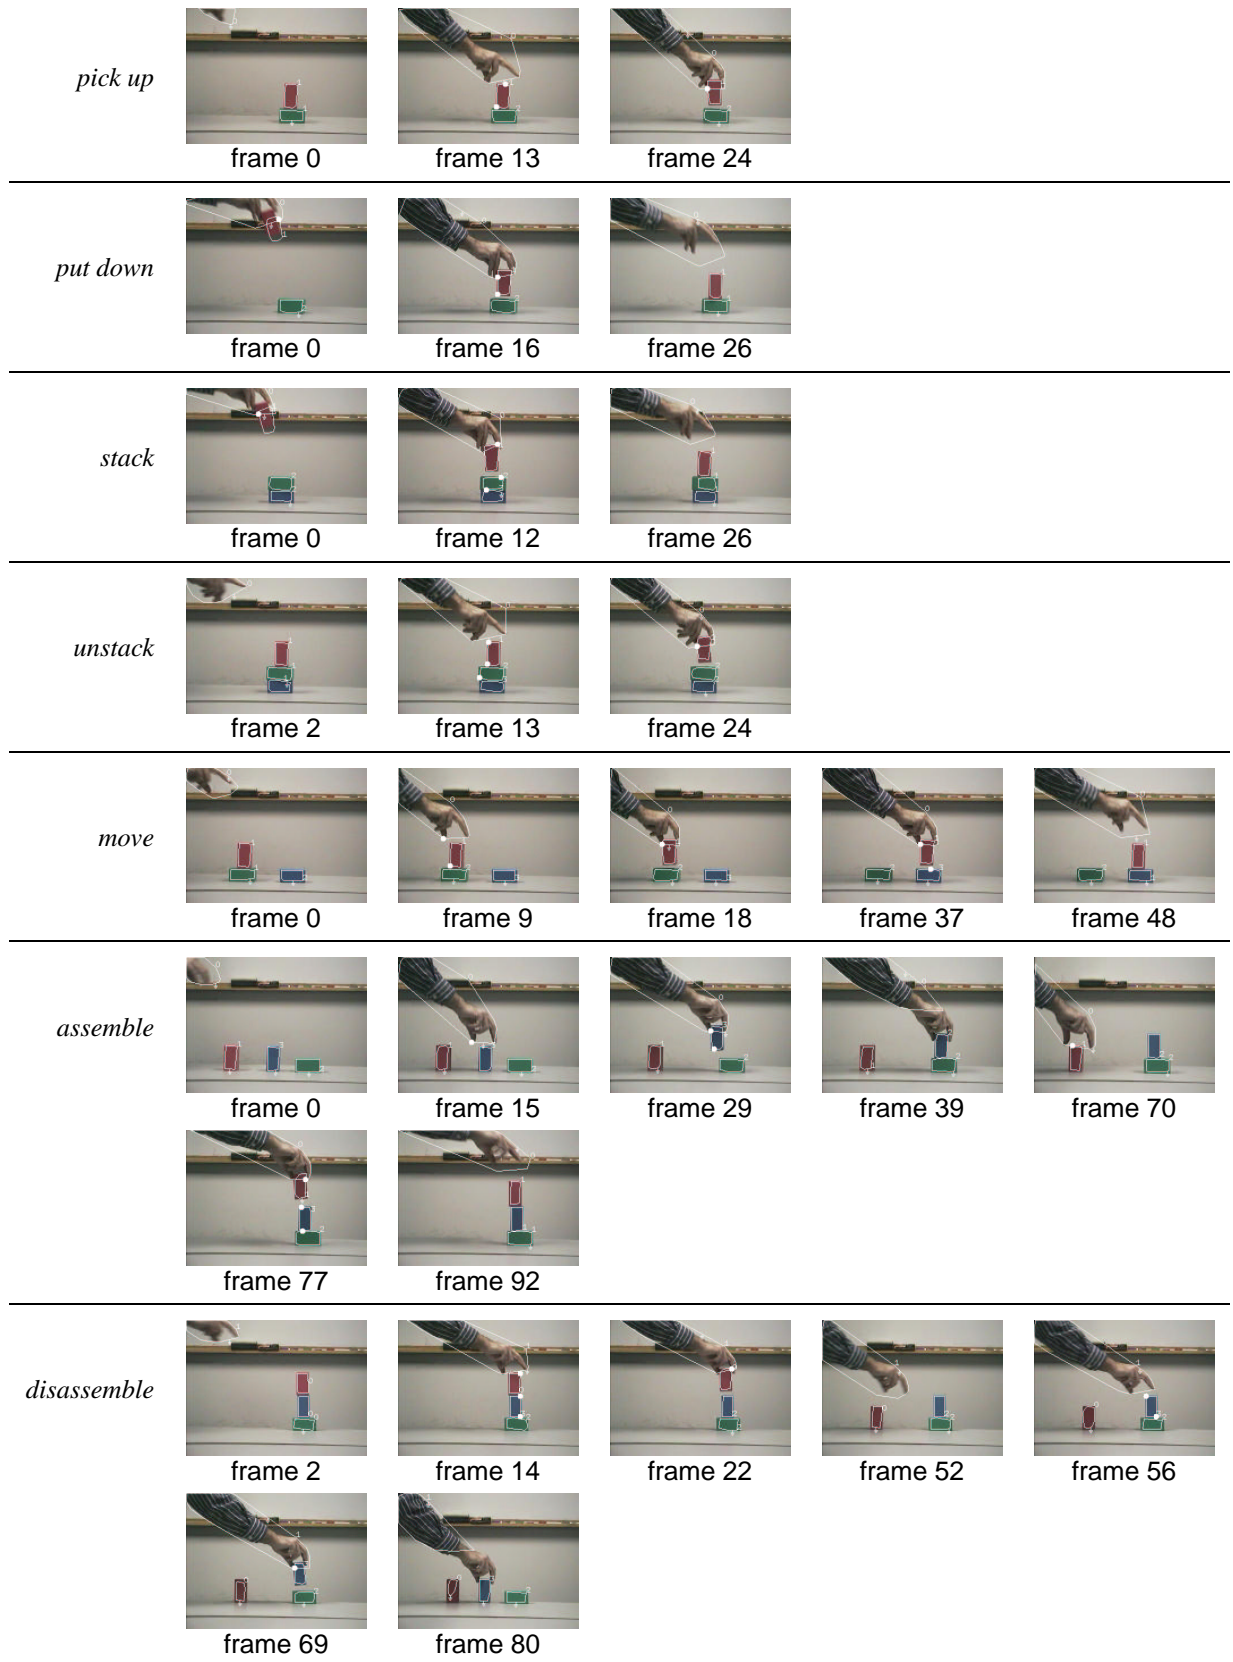 pick up
frame 0 frame 13 frame 24
put down
frame 0 frame 16 frame 26
stack
frame 0 frame 12 frame 26
unstack
frame 2 frame 13 frame 24
move
frame 0 frame 9 frame 18 frame 37 frame 48
assemble
frame 0 frame 15 frame 29 frame 39 frame 70
frame 77 frame 92
disassemble
frame 2 frame 14 frame 22 frame 52 frame 56
frame 69 frame 80